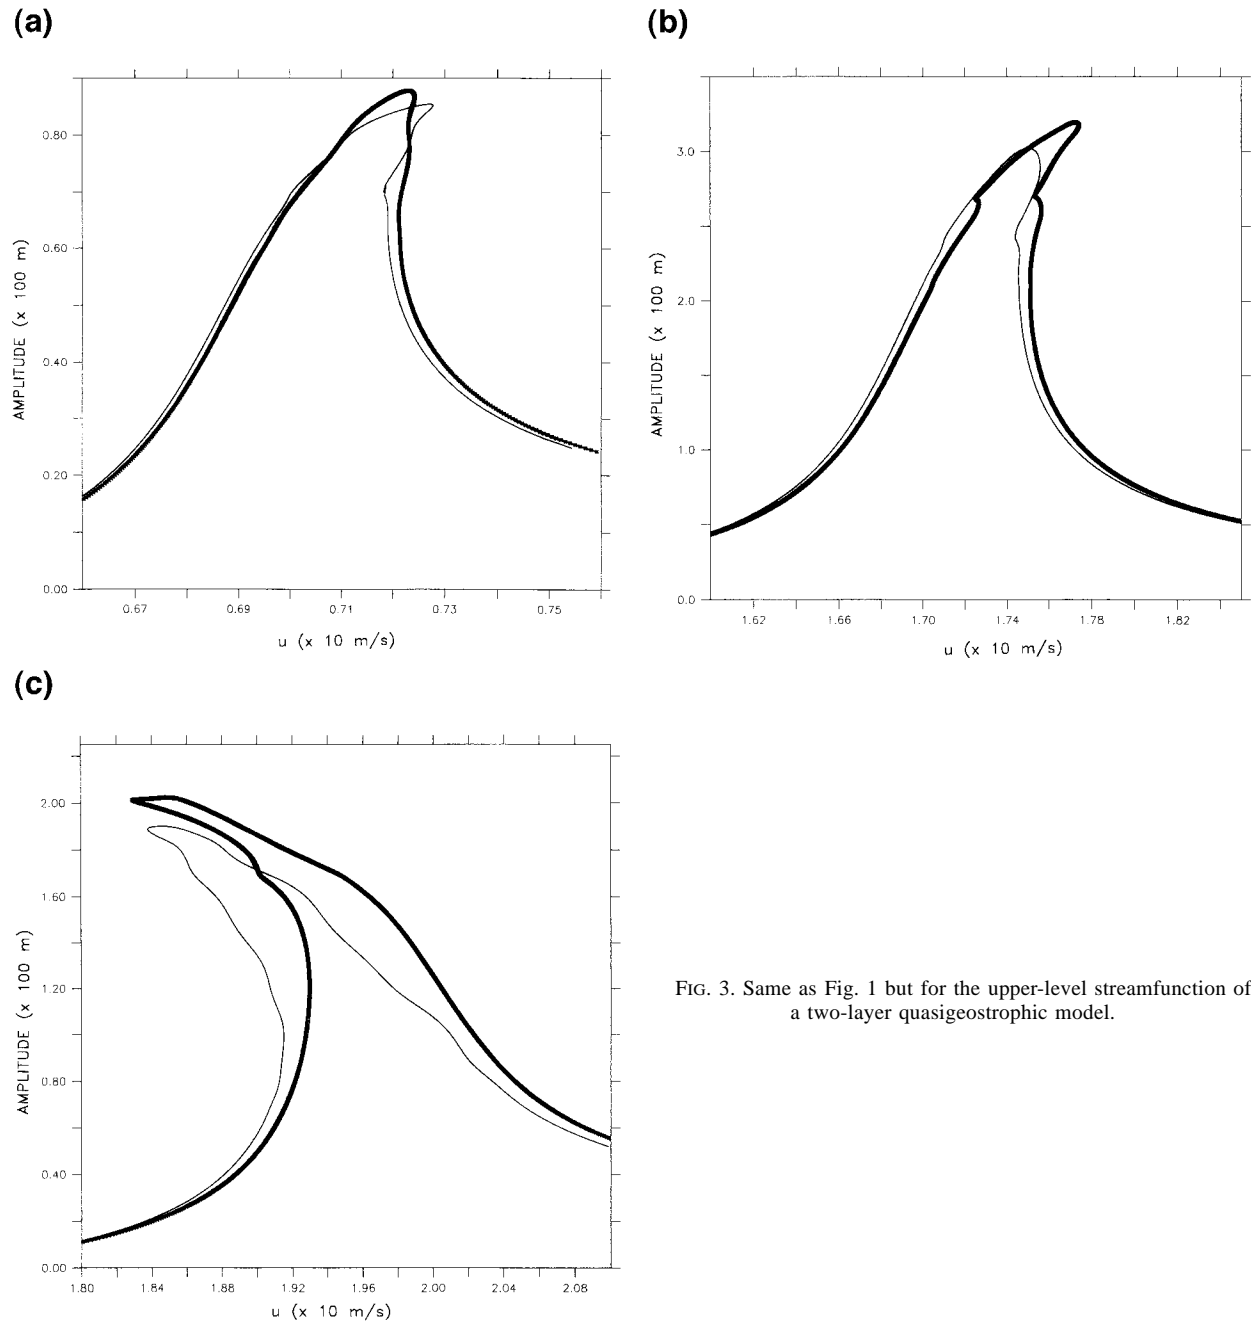 (a)
AMPLITUDE (x 100 m)
0.80
0.60
0.40
0.20
0.00
0.67 0.69 0.71 0.73 0.75
u (x 10 m/s)
(b)
AMPLITUDE (x 100 m)
3.0
2.0
1.0
0.0
1.62 1.66 1.70 1.74 1.78 1.82
u (x 10 m/s)
(c)
AMPLITUDE (x 100 m)
2.00
1.60
1.20
0.80
0.40
0.00
1.80 1.84 1.88 1.92 1.96 2.00 2.04 2.08
u (x 10 m/s)
FIG. 3. Same as Fig. 1 but for the upper-level streamfunction of
a two-layer quasigeostrophic model.